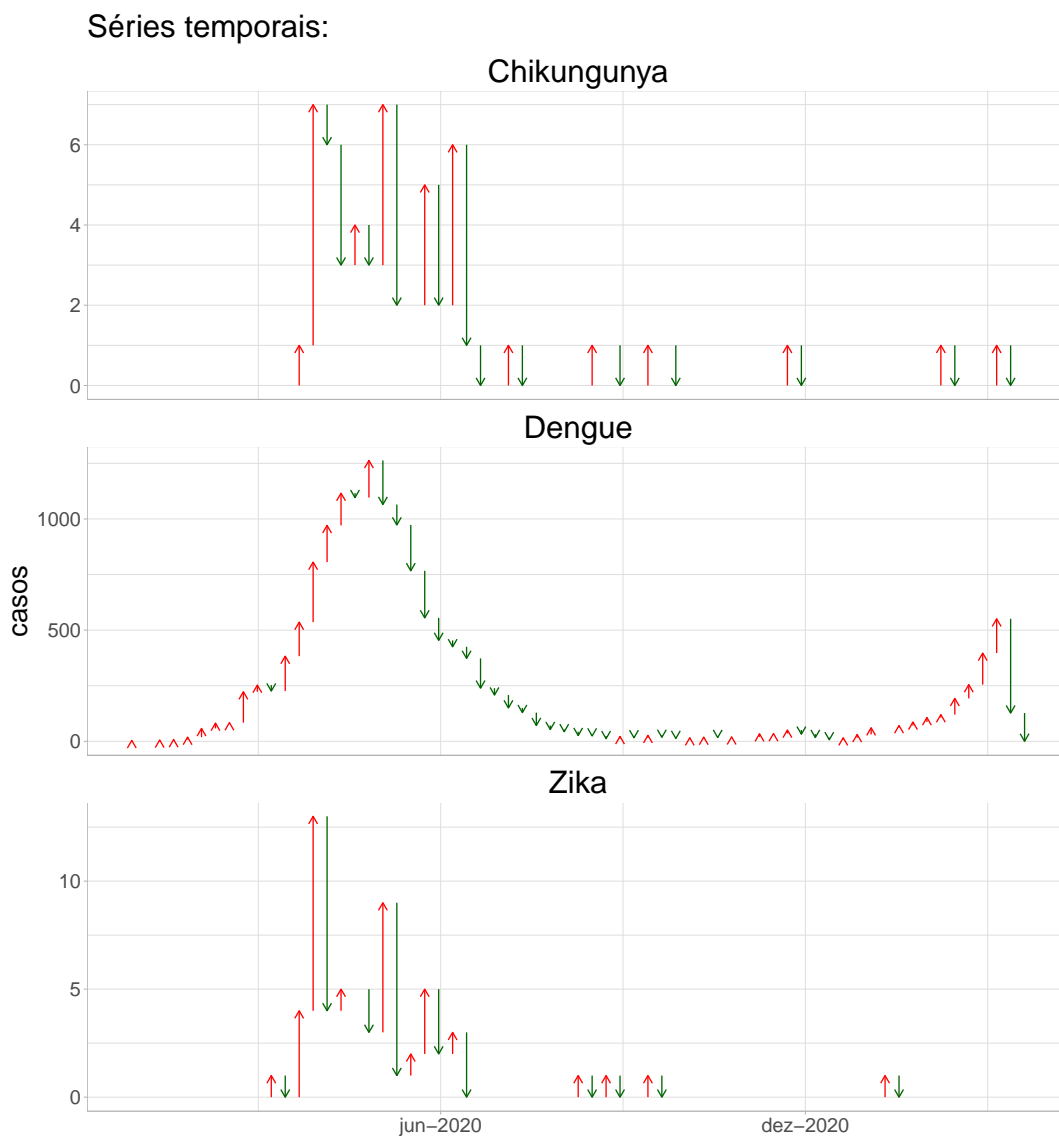 Séries temporais:
Chikungunya
6
4
2
0
Dengue
casos
1000
500
0
Zika
10
5
0
jun−2020
dez−2020